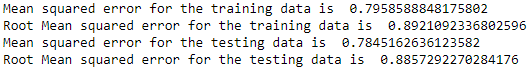 Mean squared error for the training data is  0.7958588848175802
Root Mean squared error for the training data is  0.8921092336802596
Mean squared error for the testing data is  0.7845162636123582
Root Mean squared error for the testing data is  0.8857292270284176